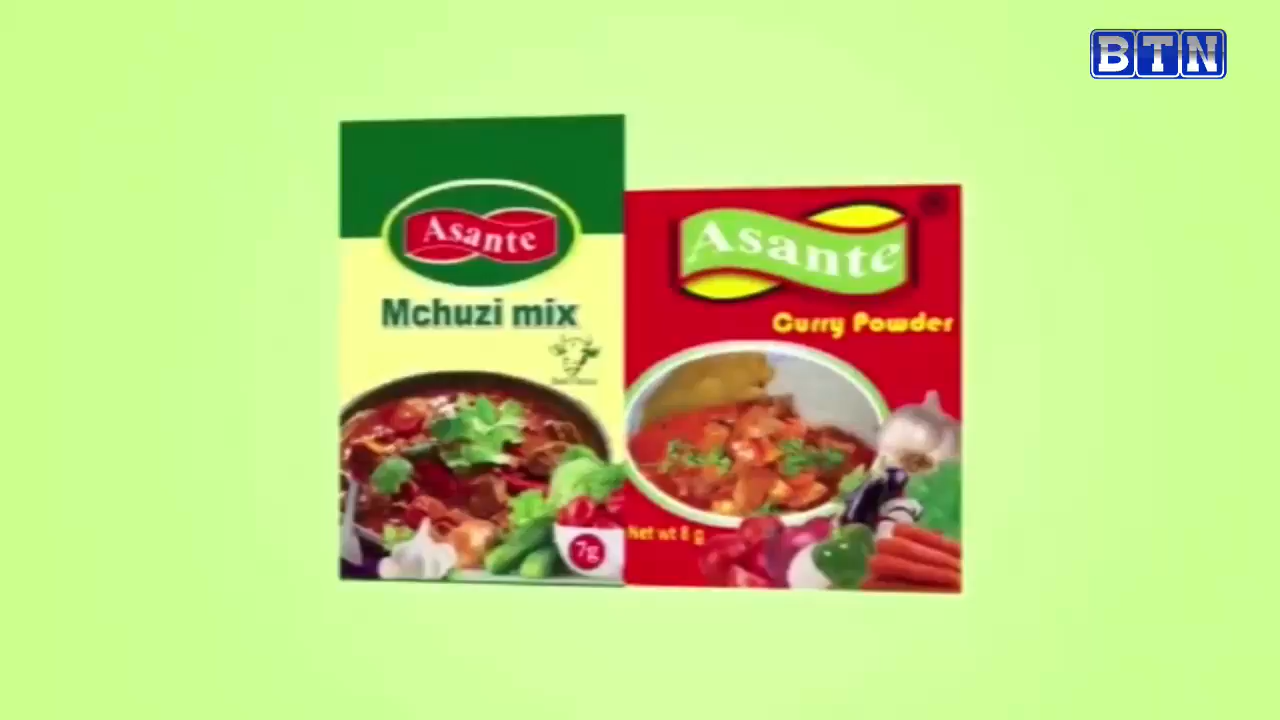 BTN
Asante
Mchuzi mix
7g
Asante
Curry Powder
Net wt 8 g